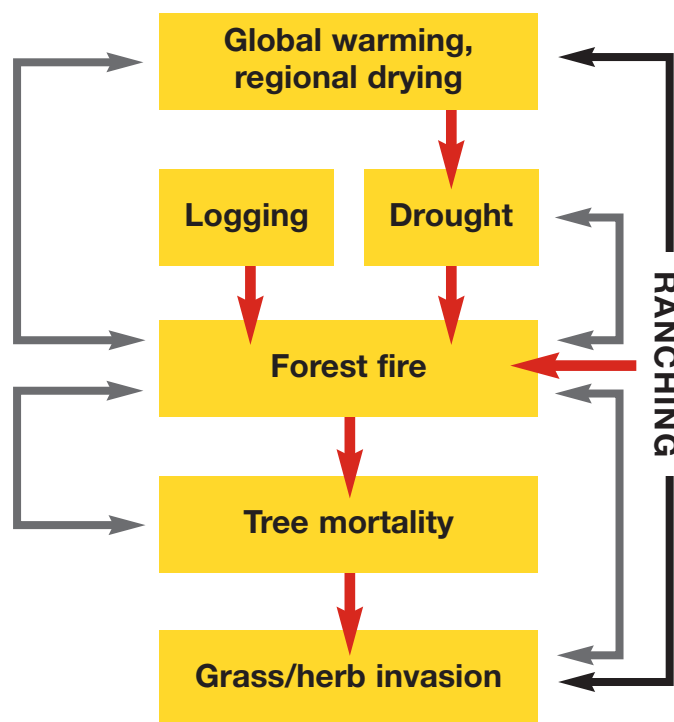 Global warming,
regional drying
Logging
Drought
Forest fire
RANCHING
Tree mortality
Grass/herb invasion